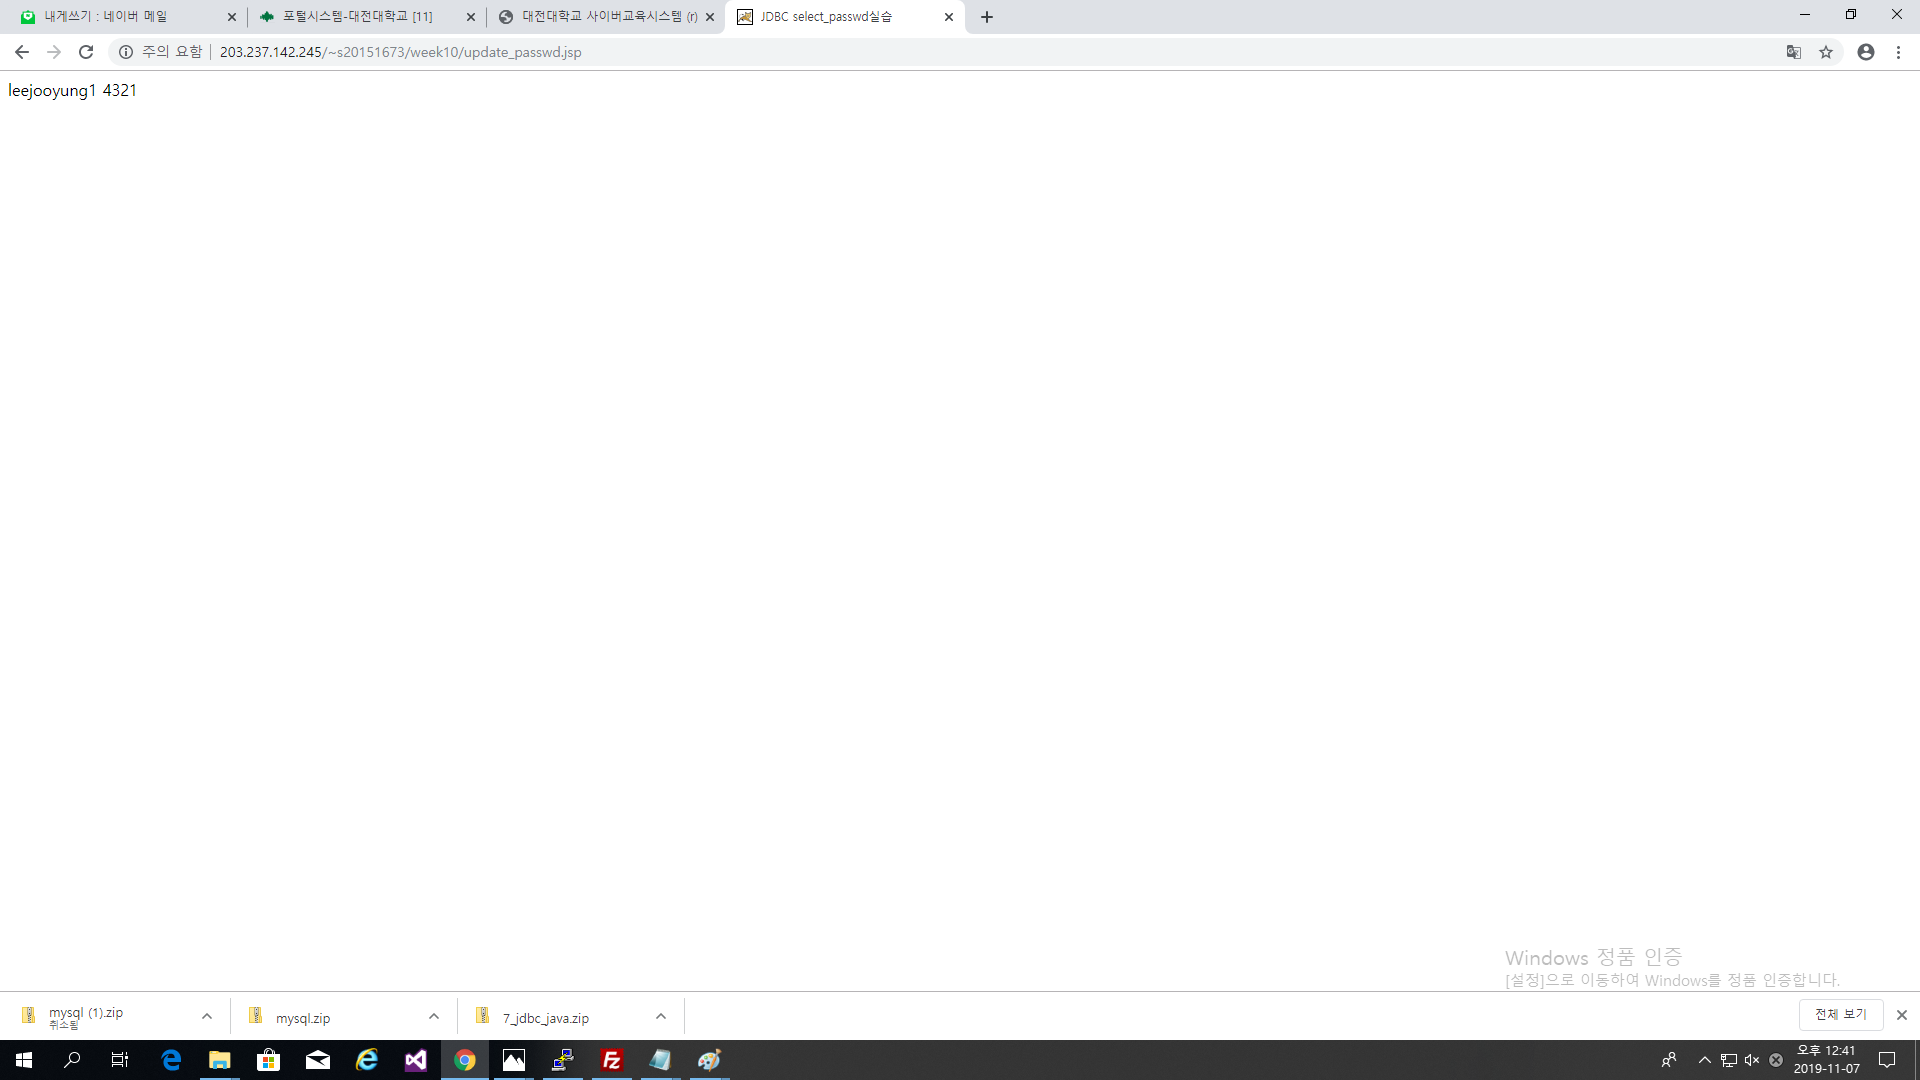 내게쓰기 : 네이버 메일
포털시스템-대전대학교 [11]
대전대학교 사이버교육시스템 (r)
JDBC select_passwd실습
주의 요함
203.237.142.245/~s20151673/week10/update_passwd.jsp
leejooyung1 4321
Windows 정품 인증
[설정]으로 이동하여 Windows를 정품 인증합니다.
mysql (1).zip
취소됨
mysql.zip
7_jdbc_java.zip
전체 보기
오후 12:41
2019-11-07